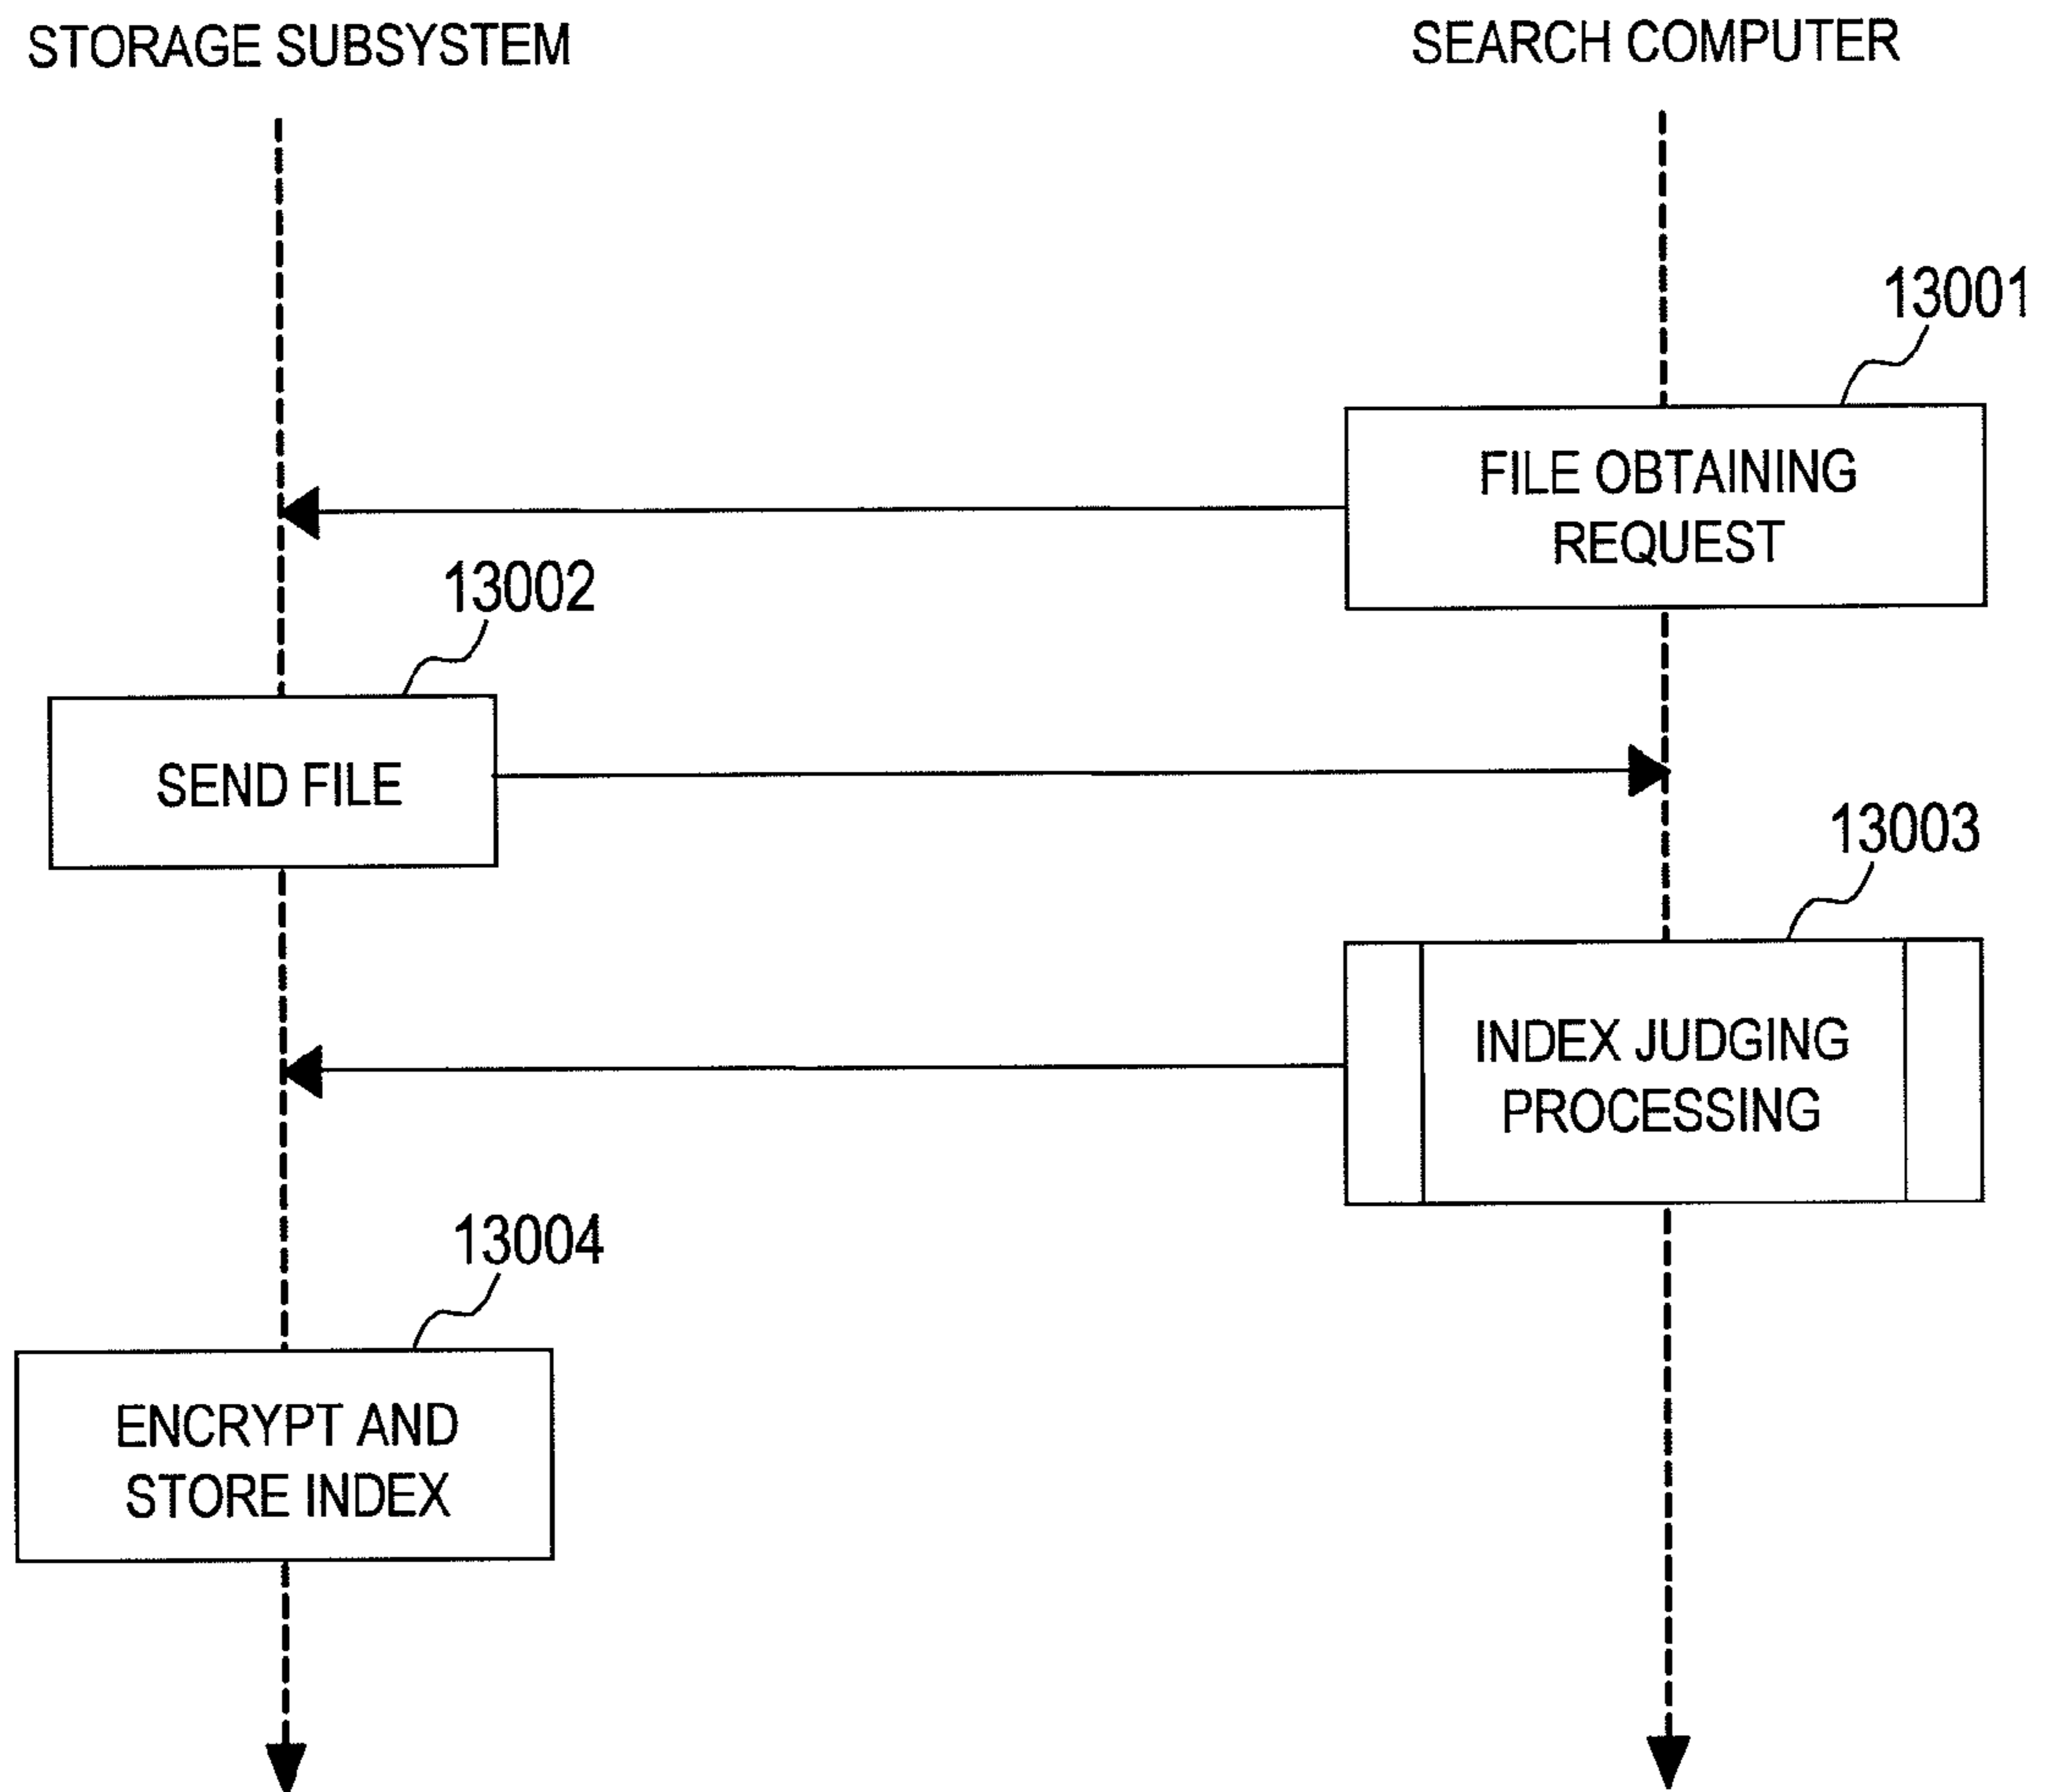 STORAGE SUBSYSTEM
SEARCH COMPUTER
13001
FILE OBTAINING
REQUEST
13002
SEND FILE
13003
INDEX JUDGING
PROCESSING
13004
ENCRYPT AND
STORE INDEX